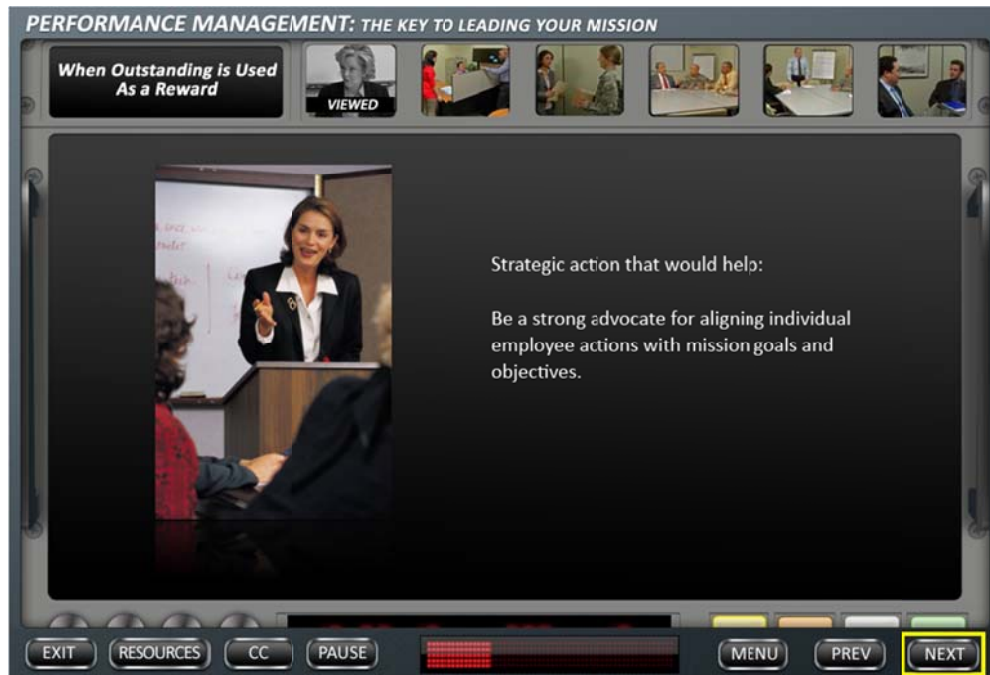 PERFORMANCE MANAGEMENT: THE KEY TO LEADING YOUR MISSION
When Outstanding is Used
As a Reward
VIEWED
Strategic action that would help:
Be a strong advocate for aligning individual
employee actions with mission goals and
objectives.
EXIT
RESOURCES
CC
PAUSE
MENU
PREV
NEXT